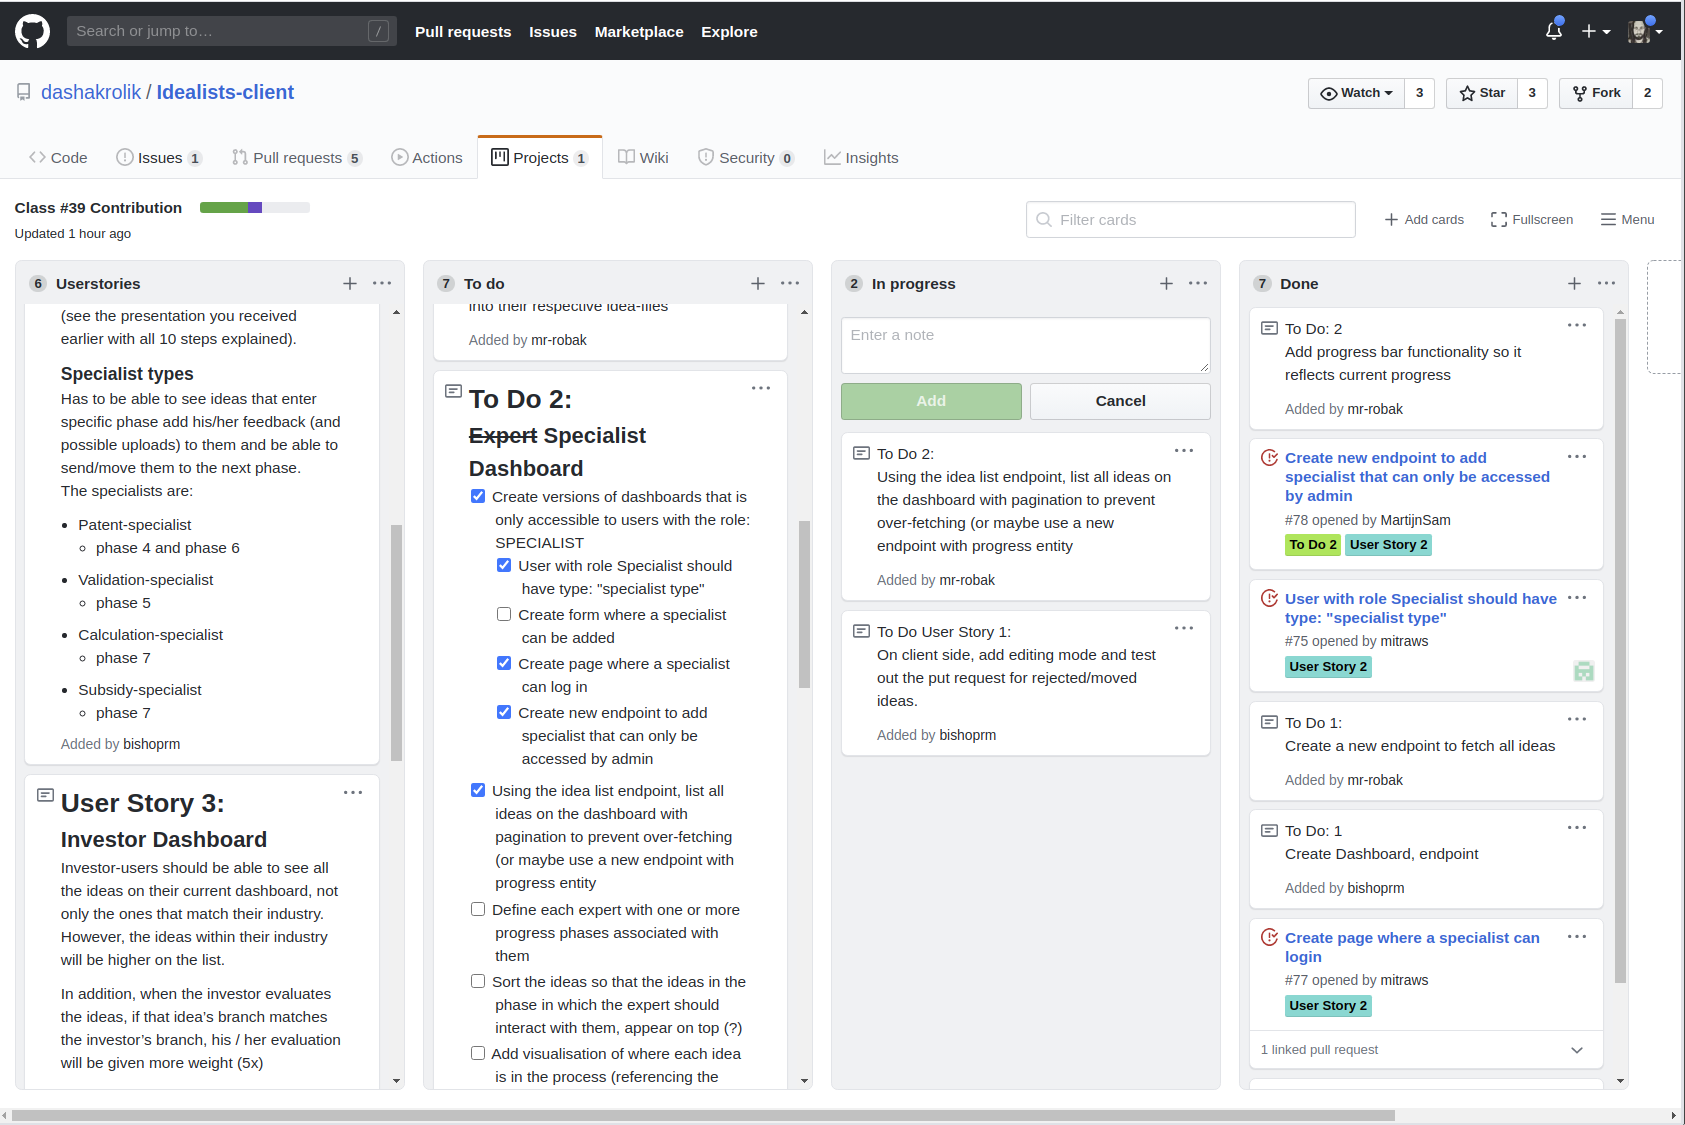 Search or jump to…
/
Pull requests
Issues
Marketplace
Explore
dashakrolik / Idealists-client
Watch 3
Star 3
Fork 2
Code
Issues 1
Pull requests 5
Actions
Projects 1
Wiki
Security 0
Insights
Class #39 Contribution
Updated 1 hour ago
Filter cards
Add cards
Fullscreen
Menu
6 Userstories
(see the presentation you received
earlier with all 10 steps explained).
Specialist types
Has to be able to see ideas that enter
specific phase add his/her feedback (and
possible uploads) to them and be able to
send/move them to the next phase.
The specialists are:
Patent-specialist
phase 4 and phase 6
Validation-specialist
phase 5
Calculation-specialist
phase 7
Subsidy-specialist
phase 7
Added by bishoprm
User Story 3:
Investor Dashboard
Investor-users should be able to see all
the ideas on their current dashboard, not
only the ones that match their industry.
However, the ideas within their industry
will be higher on the list.
In addition, when the investor evaluates
the ideas, if that idea’s branch matches
the investor’s branch, his / her evaluation
will be given more weight (5x)
7 To do
into their respective idea-files
Added by mr-robak
To Do 2:
Expert Specialist
Dashboard
Create versions of dashboards that is
only accessible to users with the role:
SPECIALIST
User with role Specialist should
have type: "specialist type"
Create form where a specialist
can be added
Create page where a specialist
can log in
Create new endpoint to add
specialist that can only be
accessed by admin
Using the idea list endpoint, list all
ideas on the dashboard with
pagination to prevent over-fetching
(or maybe use a new endpoint with
progress entity
Define each expert with one or more
progress phases associated with
them
Sort the ideas so that the ideas in the
phase in which the expert should
interact with them, appear on top (?)
Add visualisation of where each idea
is in the process (referencing the
2 In progress
Enter a note
Add
Cancel
To Do 2:
Using the idea list endpoint, list all ideas on
the dashboard with pagination to prevent
over-fetching (or maybe use a new
endpoint with progress entity
Added by mr-robak
To Do User Story 1:
On client side, add editing mode and test
out the put request for rejected/moved
ideas.
Added by bishoprm
7 Done
To Do: 2
Add progress bar functionality so it
reflects current progress
Added by mr-robak
Create new endpoint to add
specialist that can only be accessed
by admin
#78 opened by MartijnSam
To Do 2 User Story 2
User with role Specialist should have
type: "specialist type"
#75 opened by mitraws
User Story 2
To Do 1:
Create a new endpoint to fetch all ideas
Added by mr-robak
To Do: 1
Create Dashboard, endpoint
Added by bishoprm
Create page where a specialist can
login
#77 opened by mitraws
User Story 2
1 linked pull request